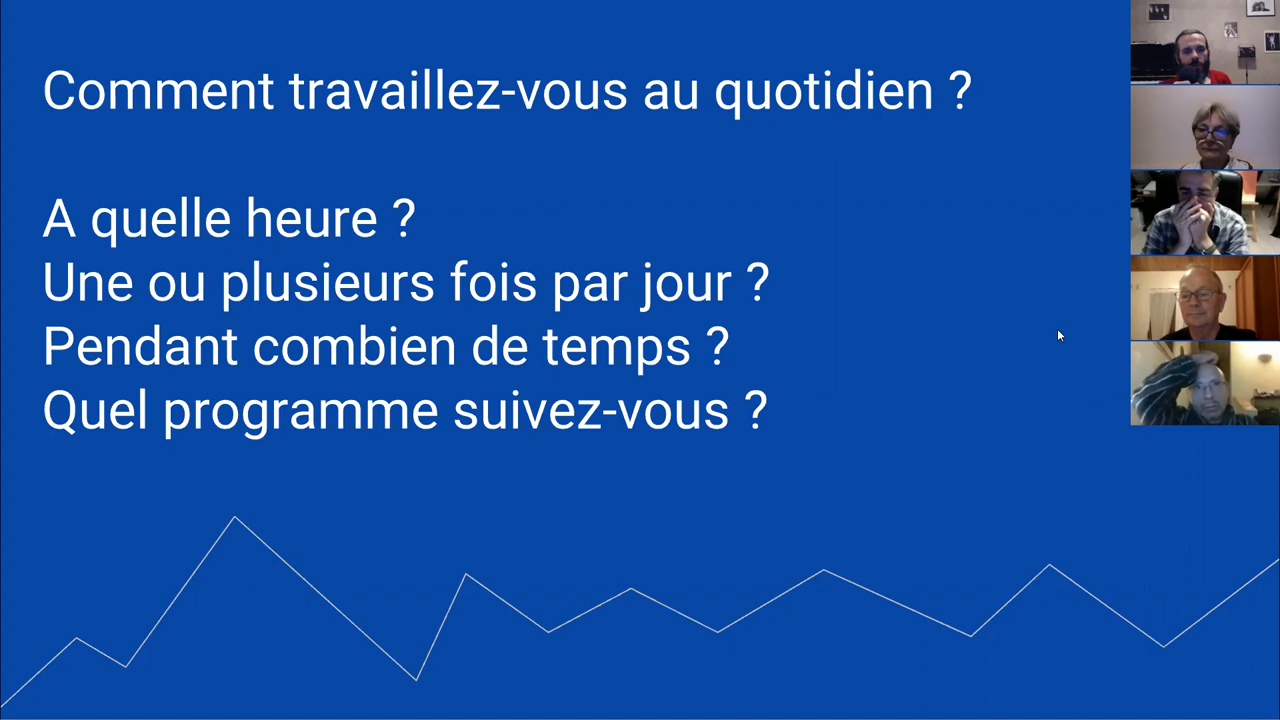 Comment travaillez-vous au quotidien ?
A quelle heure ?
Une ou plusieurs fois par jour ?
Pendant combien de temps ?
Quel programme suivez-vous ?